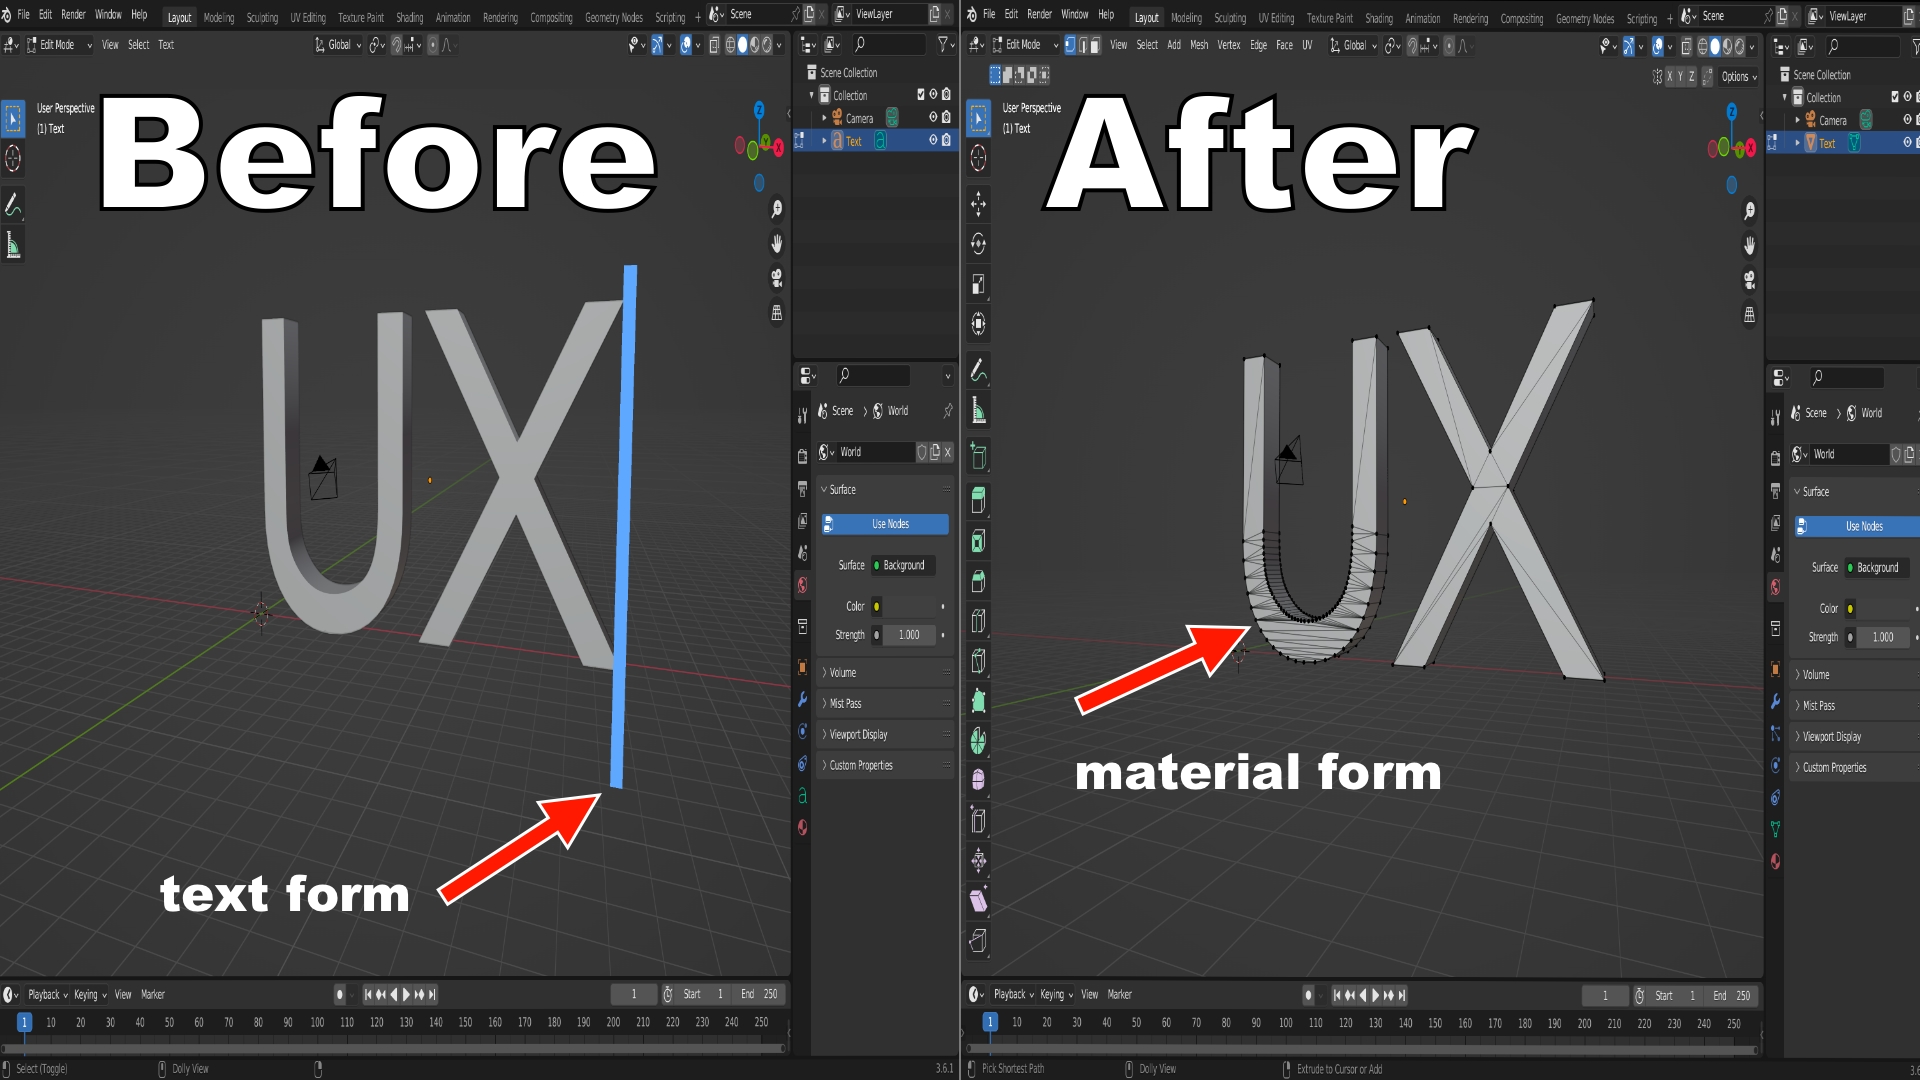 File Edit Render Window Help Layout Modeling Sculpting UV Editing Texture Paint Shading Animation Rendering Compositing Geometry Nodes Scripting + Scene ViewLayer
Edit Mode View Select Text Global
User Perspective
(1) Text
Before
Scene Collection
Collection
Camera
Text
UX
Scene > World
World
Surface
Use Nodes
Surface Background
Color
Strength 1.000
Volume
Mist Pass
Viewport Display
Custom Properties
text form
Playback Keying View Marker 1 Start 1 End 250
1 10 20 30 40 50 60 70 80 90 100 110 120 130 140 150 160 170 180 190 200 210 220 230 240 250
Select (Toggle) Dolly View 3.6.1
File Edit Render Window Help Layout Modeling Sculpting UV Editing Texture Paint Shading Animation Rendering Compositing Geometry Nodes Scripting + Scene ViewLayer
Edit Mode View Select Add Mesh Vertex Edge Face UV Global
X Y Z Options
User Perspective
(1) Text
After
Scene Collection
Collection
Camera
Text
UX
Scene > World
World
Surface
Use Nodes
Surface Background
Color
Strength 1.000
Volume
Mist Pass
Viewport Display
Custom Properties
material form
Playback Keying View Marker 1 Start 1 End 250
1 10 20 30 40 50 60 70 80 90 100 110 120 130 140 150 160 170 180 190 200 210 220 230 240 250
Pick Shortest Path Dolly View Extrude to Cursor or Add 3.6